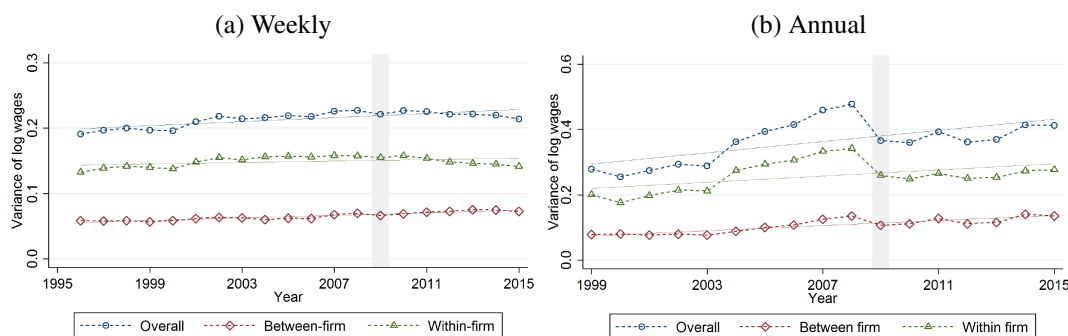 (a) Weekly
Variance of log wages
0.3
0.2
0.1
0.0
1995 1999 2003 2007 2011 2015
Year
Overall Between-firm Within-firm
(b) Annual
Variance of log wages
0.6
0.4
0.2
0.0
1999 2003 2007 2011 2015
Year
Overall Between firm Within firm